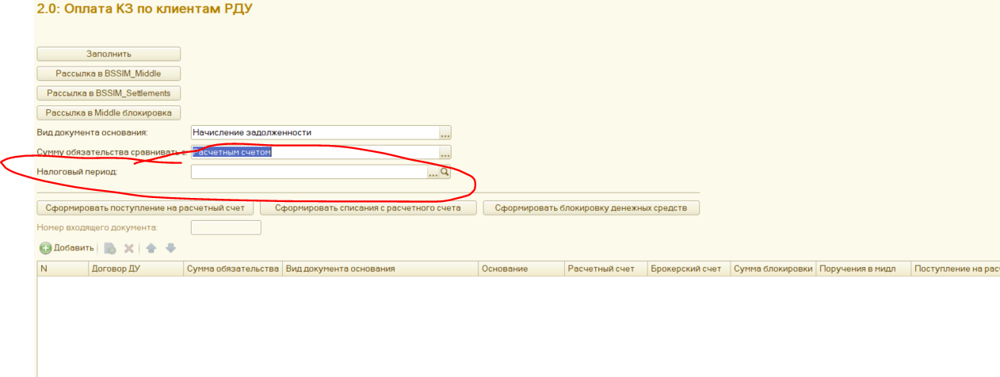 2.0: Оплата КЗ по клиентам РДУ
Заполнить
Рассылка в BSSIM_Middle
Рассылка в BSSIM_Settlements
Рассылка в Middle блокировка
Вид документа основания: Начисление задолженности ...
Сумму обязательства сравнивать с: Расчетным счетом ...
Налоговый период: ...
Сформировать поступление на расчетный счет Сформировать списания с расчетного счета Сформировать блокировку денежных средств
Номер входящего документа:
Добавить
N Договор ДУ Сумма обязательства Вид документа основания Основание Расчетный счет Брокерский счет Сумма блокировки Поручения в мидл Поступление на рас